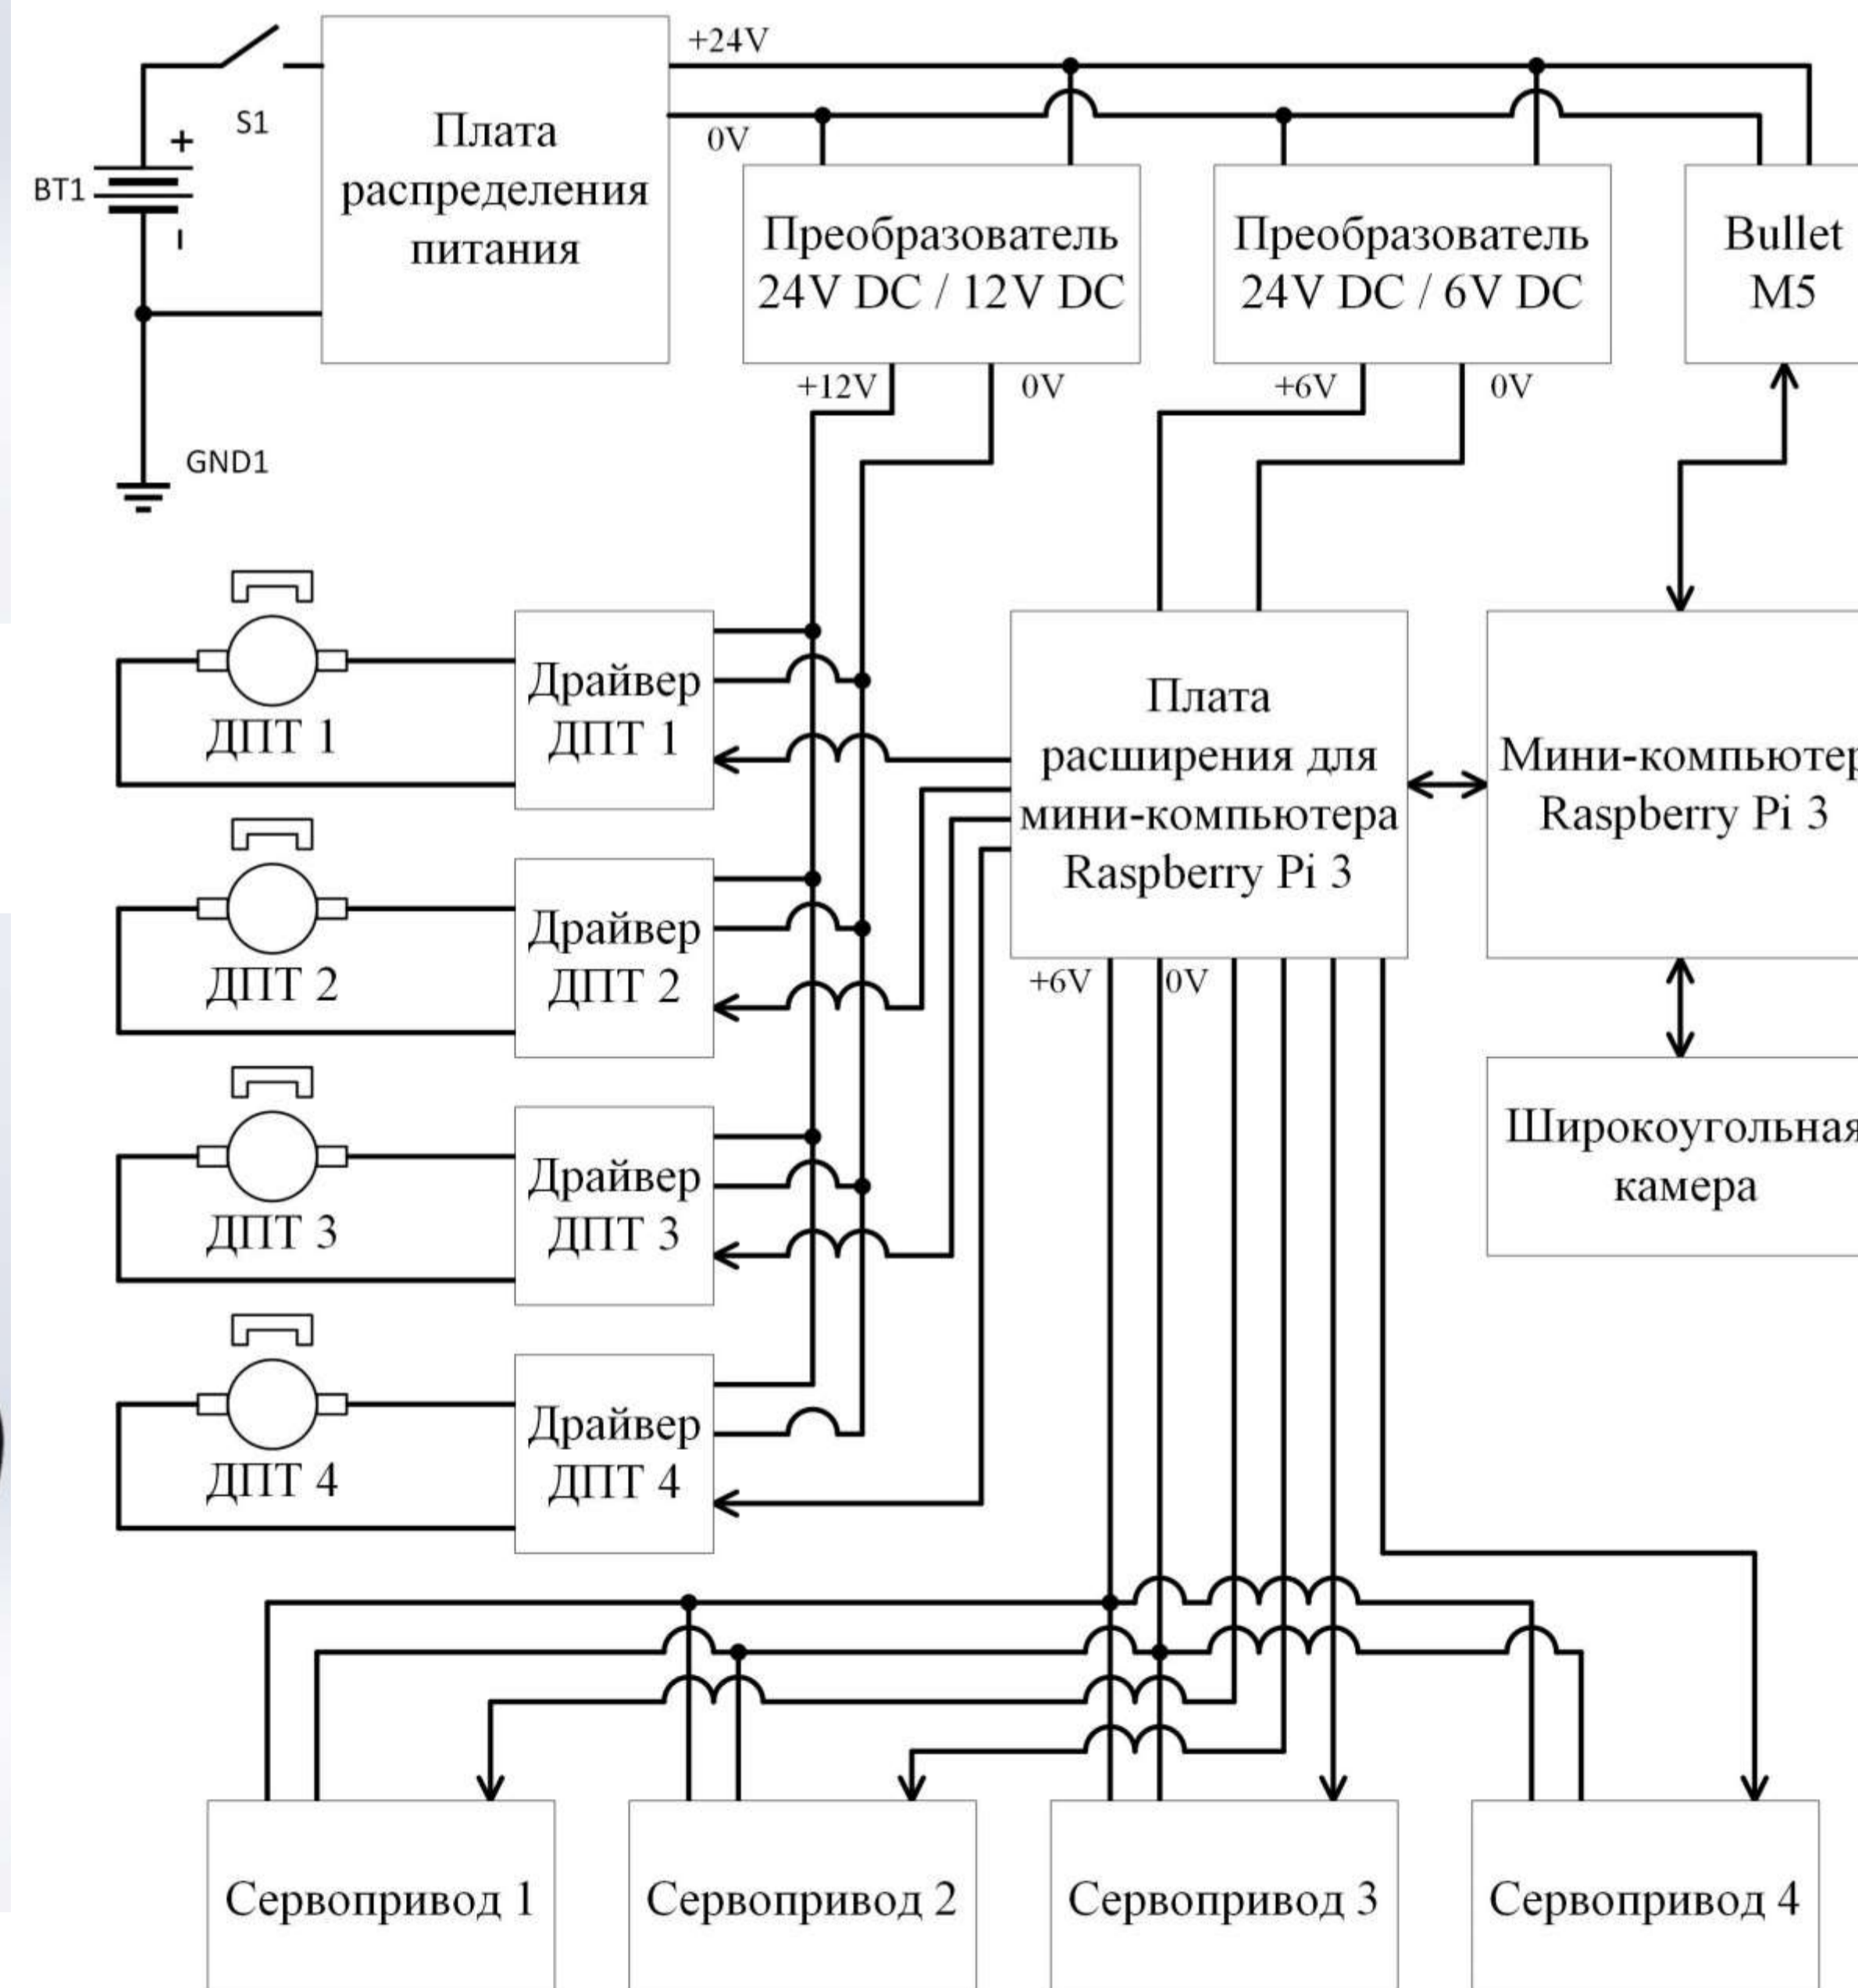 +24V
S1
0V
+
BT1
−
Плата
распределения
питания
Преобразователь
24V DC / 12V DC
Преобразователь
24V DC / 6V DC
Bullet
M5
+12V
0V
+6V
0V
GND1
ДПТ 1
Драйвер
ДПТ 1
Плата
расширения для
мини-компьютера
Raspberry Pi 3
Мини-компьютер
Raspberry Pi 3
ДПТ 2
Драйвер
ДПТ 2
+6V
0V
Широкоугольная
камера
ДПТ 3
Драйвер
ДПТ 3
ДПТ 4
Драйвер
ДПТ 4
Сервопривод 1
Сервопривод 2
Сервопривод 3
Сервопривод 4